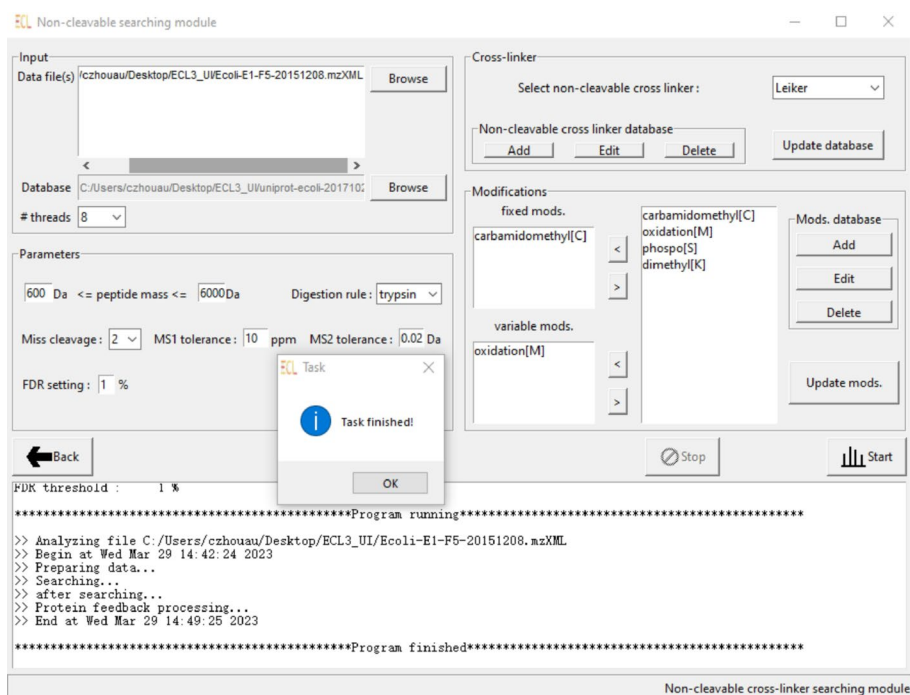 ECL Non-cleavable searching module
Input
Data file(s) /czhouau/Desktop/ECL3_UI/Ecoli-E1-F5-20151208.mzXML Browse
Database C:/Users/czhouau/Desktop/ECL3_UI/uniprot-ecoli-2017102 Browse
# threads 8
Parameters
600 Da <= peptide mass <= 6000 Da Digestion rule : trypsin
Miss cleavage : 2 MS1 tolerance : 10 ppm MS2 tolerance : 0.02 Da
FDR setting : 1 %
Cross-linker
Select non-cleavable cross linker : Leiker
Non-cleavable cross linker database
Add Edit Delete Update database
Modifications
fixed mods.
carbamidomethyl[C]
< 
>
variable mods.
oxidation[M]
<
>
carbamidomethyl[C]
oxidation[M]
phospo[S]
dimethyl[K]
Mods. database
Add
Edit
Delete
Update mods.
ECL Task
Task finished!
OK
Back Stop Start
FDR threshold : 1 %
************************************************Program running*************************************************
>> Analyzing file C:/Users/czhouau/Desktop/ECL3_UI/Ecoli-E1-F5-20151208.mzXML
>> Begin at Wed Mar 29 14:42:24 2023
>> Preparing data...
>> Searching...
>> after searching...
>> Protein feedback processing...
>> End at Wed Mar 29 14:49:25 2023
************************************************Program finished************************************************
Non-cleavable cross-linker searching module